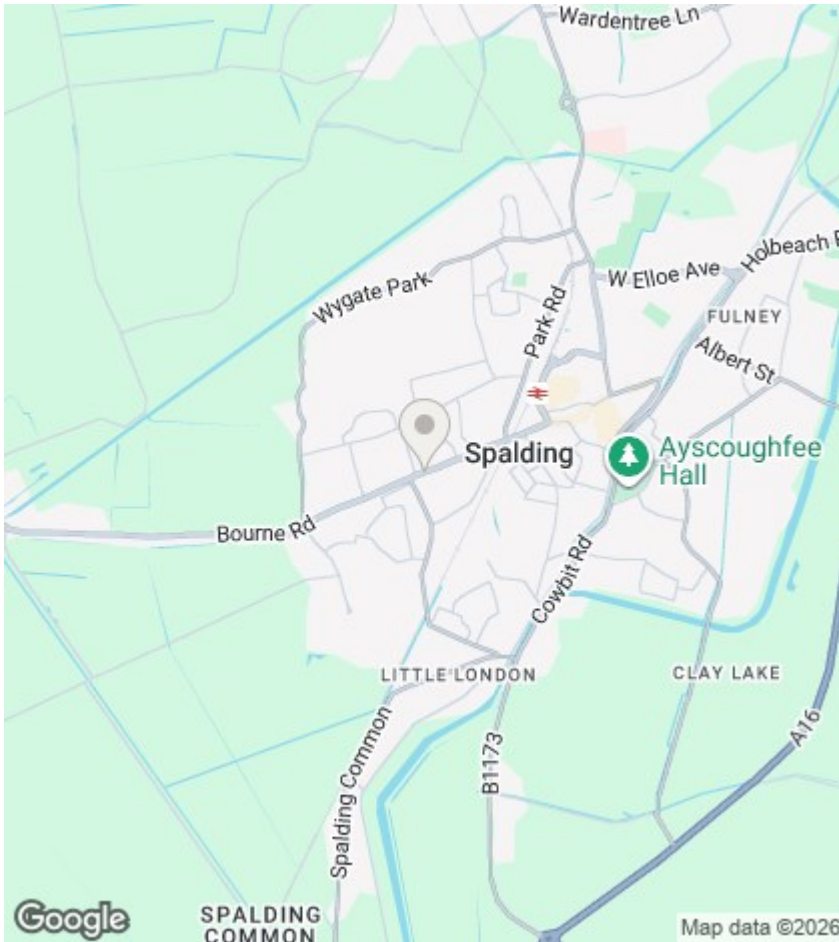 Wardentree Ln
Wygate Park
W Elloe Ave
Holbeach
Park Rd
FULNEY
Albert St
Spalding
Ayscoughfee
Hall
Bourne Rd
Cowbit Rd
LITTLE LONDON
CLAY LAKE
A16
B1173
Spalding Common
SPALDING
COMMON
Google
Map data ©202